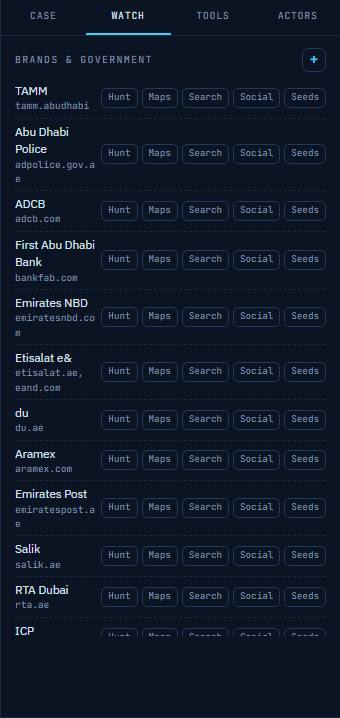 CASE WATCH TOOLS ACTORS
BRANDS & GOVERNMENT +
TAMM
tamm.abudhabi
Hunt Maps Search Social Seeds
Abu Dhabi
Police
adpolice.gov.a
e
Hunt Maps Search Social Seeds
ADCB
adcb.com
Hunt Maps Search Social Seeds
First Abu Dhabi
Bank
bankfab.com
Hunt Maps Search Social Seeds
Emirates NBD
emiratesnbd.co
m
Hunt Maps Search Social Seeds
Etisalat e&
etisalat.ae,
eand.com
Hunt Maps Search Social Seeds
du
du.ae
Hunt Maps Search Social Seeds
Aramex
aramex.com
Hunt Maps Search Social Seeds
Emirates Post
emiratespost.a
e
Hunt Maps Search Social Seeds
Salik
salik.ae
Hunt Maps Search Social Seeds
RTA Dubai
rta.ae
Hunt Maps Search Social Seeds
ICP
Hunt Maps Search Social Seeds